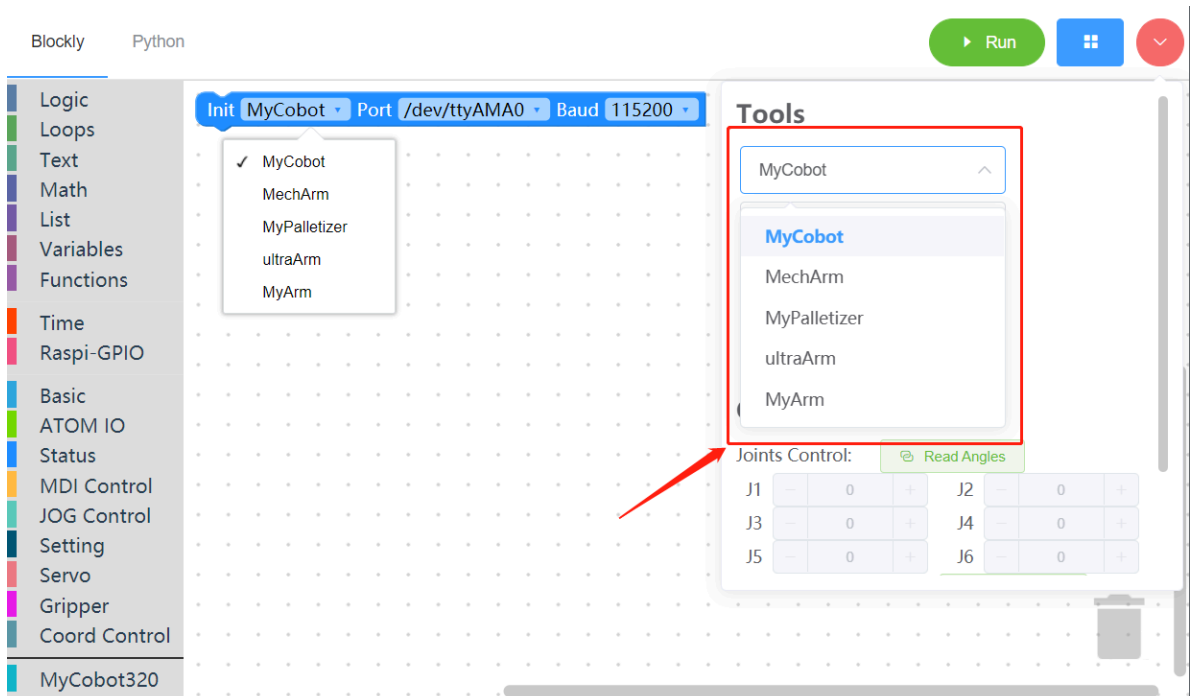 Blockly Python
Run
Logic
Loops
Text
Math
List
Variables
Functions
Time
Raspi-GPIO
Basic
ATOM IO
Status
MDI Control
JOG Control
Setting
Servo
Gripper
Coord Control
MyCobot320
Init MyCobot Port /dev/ttyAMA0 Baud 115200
✓ MyCobot
MechArm
MyPalletizer
ultraArm
MyArm
Tools
MyCobot
MyCobot
MechArm
MyPalletizer
ultraArm
MyArm
Joints Control: Read Angles
J1 − 0 + J2 − 0 +
J3 − 0 + J4 − 0 +
J5 − 0 + J6 − 0 +